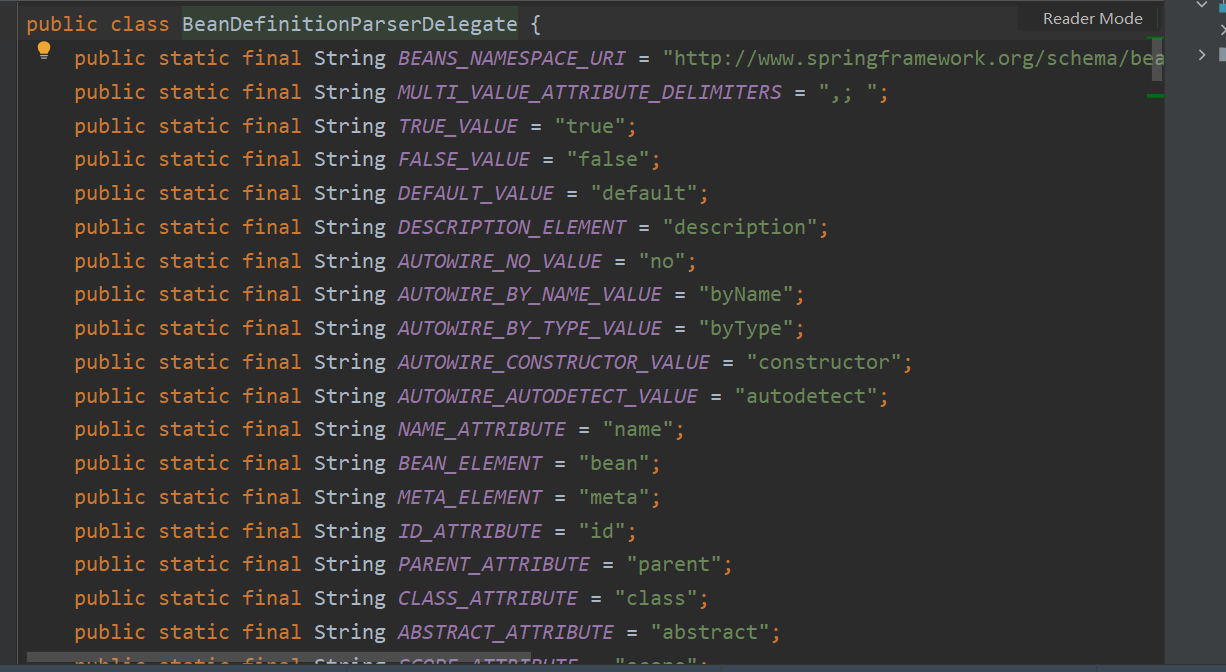 public class BeanDefinitionParserDelegate {
Reader Mode
public static final String BEANS_NAMESPACE_URI = "http://www.springframework.org/schema/bea
public static final String MULTI_VALUE_ATTRIBUTE_DELIMITERS = ",; ";
public static final String TRUE_VALUE = "true";
public static final String FALSE_VALUE = "false";
public static final String DEFAULT_VALUE = "default";
public static final String DESCRIPTION_ELEMENT = "description";
public static final String AUTOWIRE_NO_VALUE = "no";
public static final String AUTOWIRE_BY_NAME_VALUE = "byName";
public static final String AUTOWIRE_BY_TYPE_VALUE = "byType";
public static final String AUTOWIRE_CONSTRUCTOR_VALUE = "constructor";
public static final String AUTOWIRE_AUTODETECT_VALUE = "autodetect";
public static final String NAME_ATTRIBUTE = "name";
public static final String BEAN_ELEMENT = "bean";
public static final String META_ELEMENT = "meta";
public static final String ID_ATTRIBUTE = "id";
public static final String PARENT_ATTRIBUTE = "parent";
public static final String CLASS_ATTRIBUTE = "class";
public static final String ABSTRACT_ATTRIBUTE = "abstract";
public static final String SCOPE_ATTRIBUTE = "scope";